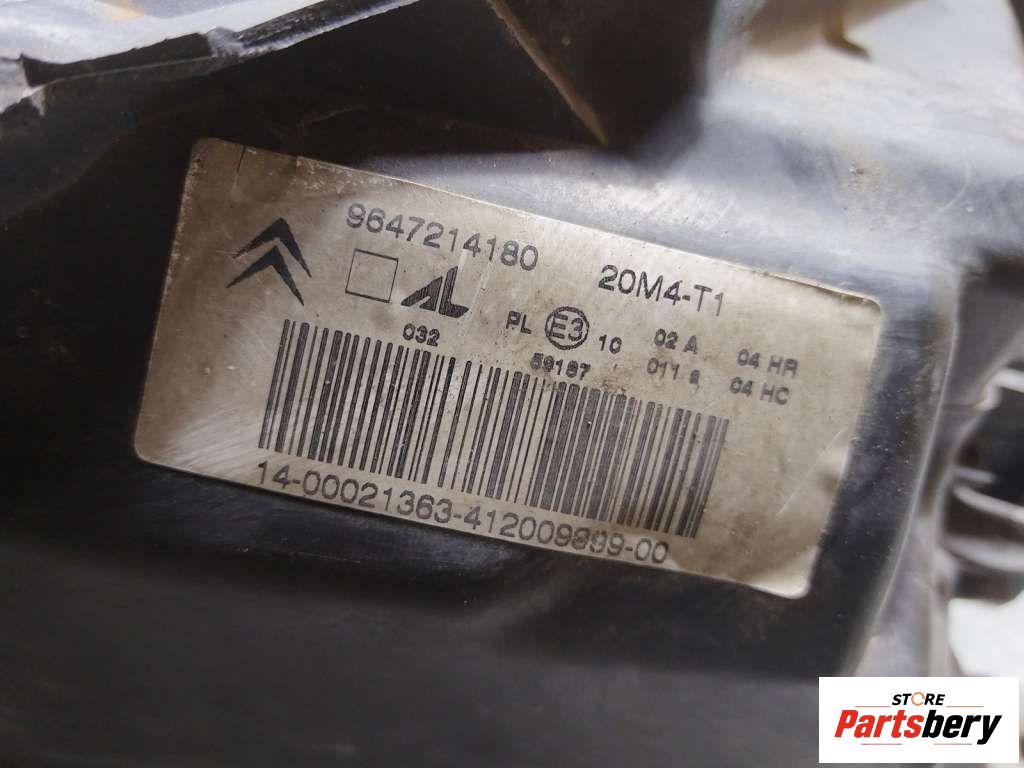 9647214180
20M4-T1
AL
032
PL E3 10 02 A 04 HR
59187 011 a 04 HC
14-00021363-412009899-00
STORE
Partsbery